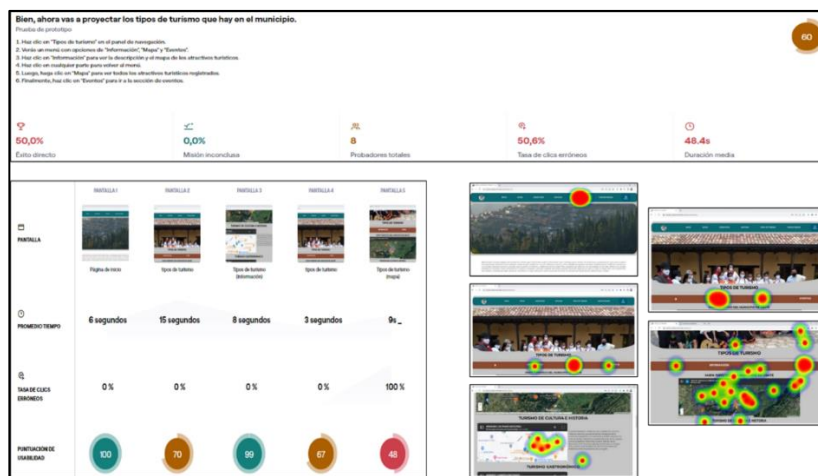 Bien, ahora vas a proyectar los tipos de turismo que hay en el municipio.
Prueba de prototipo
1. Haz clic en "Tipos de turismo" en el panel de navegación.
2. Verás un menú con opciones de "Información", "Mapa" y "Eventos".
3. Haz clic en "Información" para ver la descripción y el mapa de los atractivos turísticos.
4. Haz clic en cualquier parte para volver al menú.
5. Luego, haga clic en "Mapa" para ver todos los atractivos turísticos registrados.
6. Finalmente, haz clic en "Eventos" para ir a la sección de eventos.
60
50,0%
Éxito directo
0,0%
Misión inconclusa
8
Probadores totales
50,6%
Tasa de clics erróneos
48.4s
Duración media
PANTALLA 1
PANTALLA 2
PANTALLA 3
PANTALLA 4
PANTALLA 5
PANTALLA
Página de inicio
Tipos de turismo
Tipos de turismo (información)
tipos de turismo
Tipos de turismo (mapa)
PROMEDIO TIEMPO
6 segundos
15 segundos
8 segundos
3 segundos
9s_
TASA DE CLICS ERRÓNEOS
0 %
0 %
0 %
0 %
100 %
PUNTUACIÓN DE USABILIDAD
100
70
99
67
48
TIPOS DE TURISMO
TIPOS DE TURISMO
TIPOS DE TURISMO
TURISMO DE CULTURA E HISTORIA
TURISMO GASTRONÓMICO